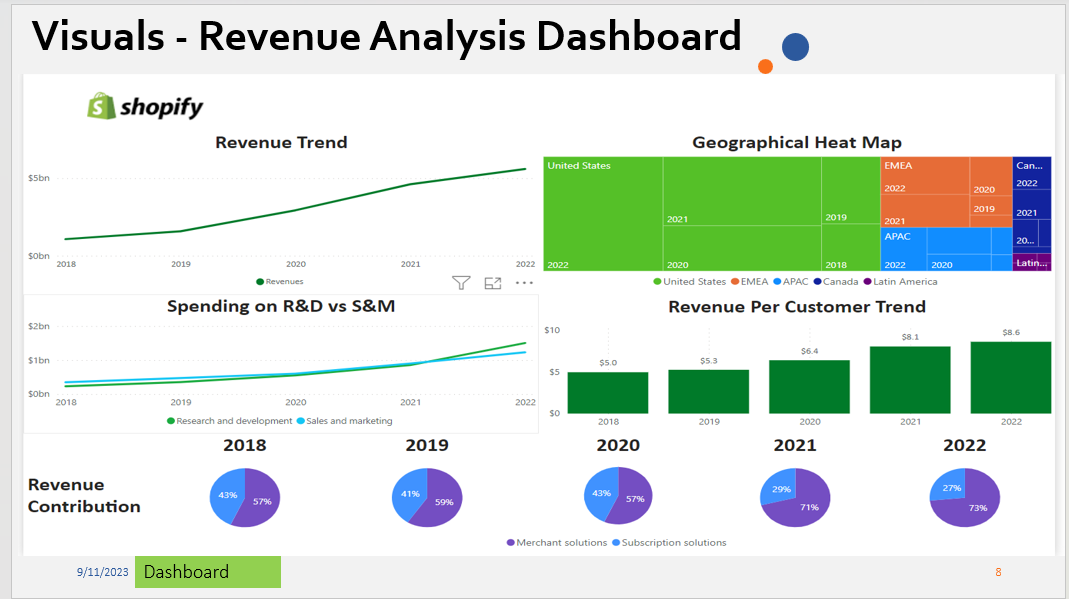 Visuals - Revenue Analysis Dashboard
shopify
Revenue Trend
$5bn
$0bn
2018 2019 2020 2021 2022
Revenues
Geographical Heat Map
United States
2022
2021
2020
2019
2018
EMEA
2022
2021
2020
2019
APAC
2022
2020
Can...
2022
2021
20...
Latin...
United States EMEA APAC Canada Latin America
Spending on R&D vs S&M
$2bn
$1bn
$0bn
2018 2019 2020 2021 2022
Research and development Sales and marketing
Revenue Per Customer Trend
$10
$5
$0
$5.0 $5.3 $6.4 $8.1 $8.6
2018 2019 2020 2021 2022
2018 2019 2020 2021 2022
Revenue
Contribution
43% 57%
41% 59%
43% 57%
29% 71%
27% 73%
Merchant solutions Subscription solutions
9/11/2023 Dashboard 8